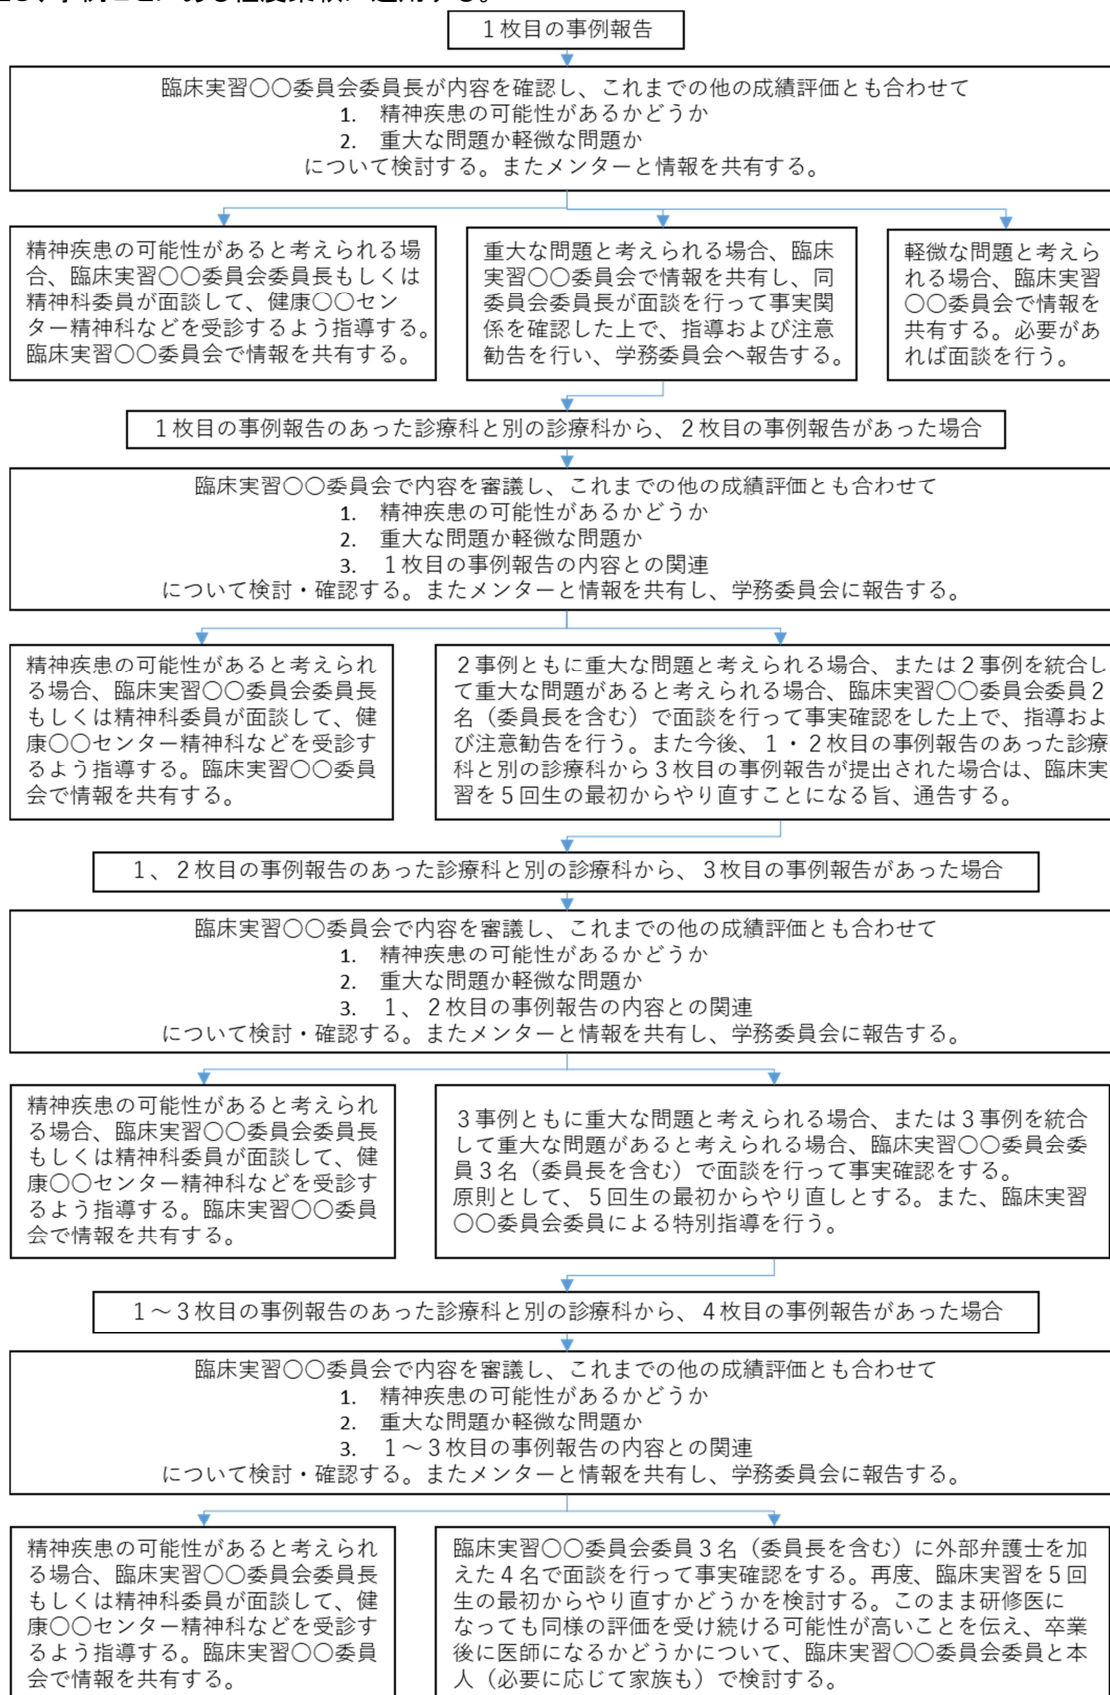 1枚目の事例報告
臨床実習○○委員会委員長が内容を確認し、これまでの他の成績評価とも合わせて
1. 精神疾患の可能性があるかどうか
2. 重大な問題か軽微な問題か
について検討する。またメンターと情報を共有する。
精神疾患の可能性があると考えられる場
合、臨床実習○○委員会委員長もしくは
精神科委員が面談して、健康○○セン
ター精神科などを受診するよう指導する。
臨床実習○○委員会で情報を共有する。
重大な問題と考えられる場合、臨床
実習○○委員会で情報を共有し、同
委員会委員長が面談を行って事実関
係を確認した上で、指導および注意
勧告を行い、学務委員会へ報告する。
軽微な問題と考えら
れる場合、臨床実習
○○委員会で情報を
共有する。必要があ
れば面談を行う。
1枚目の事例報告のあった診療科と別の診療科から、2枚目の事例報告があった場合
臨床実習○○委員会で内容を審議し、これまでの他の成績評価とも合わせて
1. 精神疾患の可能性があるかどうか
2. 重大な問題か軽微な問題か
3. 1枚目の事例報告の内容との関連
について検討・確認する。またメンターと情報を共有し、学務委員会に報告する。
精神疾患の可能性があると考えられ
る場合、臨床実習○○委員会委員長
もしくは精神科委員が面談して、健
康○○センター精神科などを受診す
るよう指導する。臨床実習○○委員
会で情報を共有する。
2事例ともに重大な問題と考えられる場合、または2事例を統合し
て重大な問題があると考えられる場合、臨床実習○○委員会委員2
名（委員長を含む）で面談を行って事実確認をした上で、指導およ
び注意勧告を行う。また今後、1・2枚目の事例報告のあった診療
科と別の診療科から3枚目の事例報告が提出された場合は、臨床実
習を5回生の最初からやり直すことになる旨、通告する。
1、2枚目の事例報告のあった診療科と別の診療科から、3枚目の事例報告があった場合
臨床実習○○委員会で内容を審議し、これまでの他の成績評価とも合わせて
1. 精神疾患の可能性があるかどうか
2. 重大な問題か軽微な問題か
3. 1、2枚目の事例報告の内容との関連
について検討・確認する。またメンターと情報を共有し、学務委員会に報告する。
精神疾患の可能性があると考えられ
る場合、臨床実習○○委員会委員長
もしくは精神科委員が面談して、健
康○○センター精神科などを受診す
るよう指導する。臨床実習○○委員
会で情報を共有する。
3事例ともに重大な問題と考えられる場合、または3事例を統合
して重大な問題があると考えられる場合、臨床実習○○委員会委
員3名（委員長を含む）で面談を行って事実確認をする。
原則として、5回生の最初からやり直しとする。また、臨床実習
○○委員会委員による特別指導を行う。
1～3枚目の事例報告のあった診療科と別の診療科から、4枚目の事例報告があった場合
臨床実習○○委員会で内容を審議し、これまでの他の成績評価とも合わせて
1. 精神疾患の可能性があるかどうか
2. 重大な問題か軽微な問題か
3. 1～3枚目の事例報告の内容との関連
について検討・確認する。またメンターと情報を共有し、学務委員会に報告する。
精神疾患の可能性があると考えられ
る場合、臨床実習○○委員会委員長
もしくは精神科委員が面談して、健
康○○センター精神科などを受診す
るよう指導する。臨床実習○○委員
会で情報を共有する。
臨床実習○○委員会委員3名（委員長を含む）に外部弁護士を加
えた4名で面談を行って事実確認をする。再度、臨床実習を5回
生の最初からやり直すかどうかを検討する。このまま研修医に
なっても同様の評価を受け続ける可能性が高いことを伝え、卒業
後に医師になるかどうかについて、臨床実習○○委員会委員と本
人（必要に応じて家族も）で検討する。